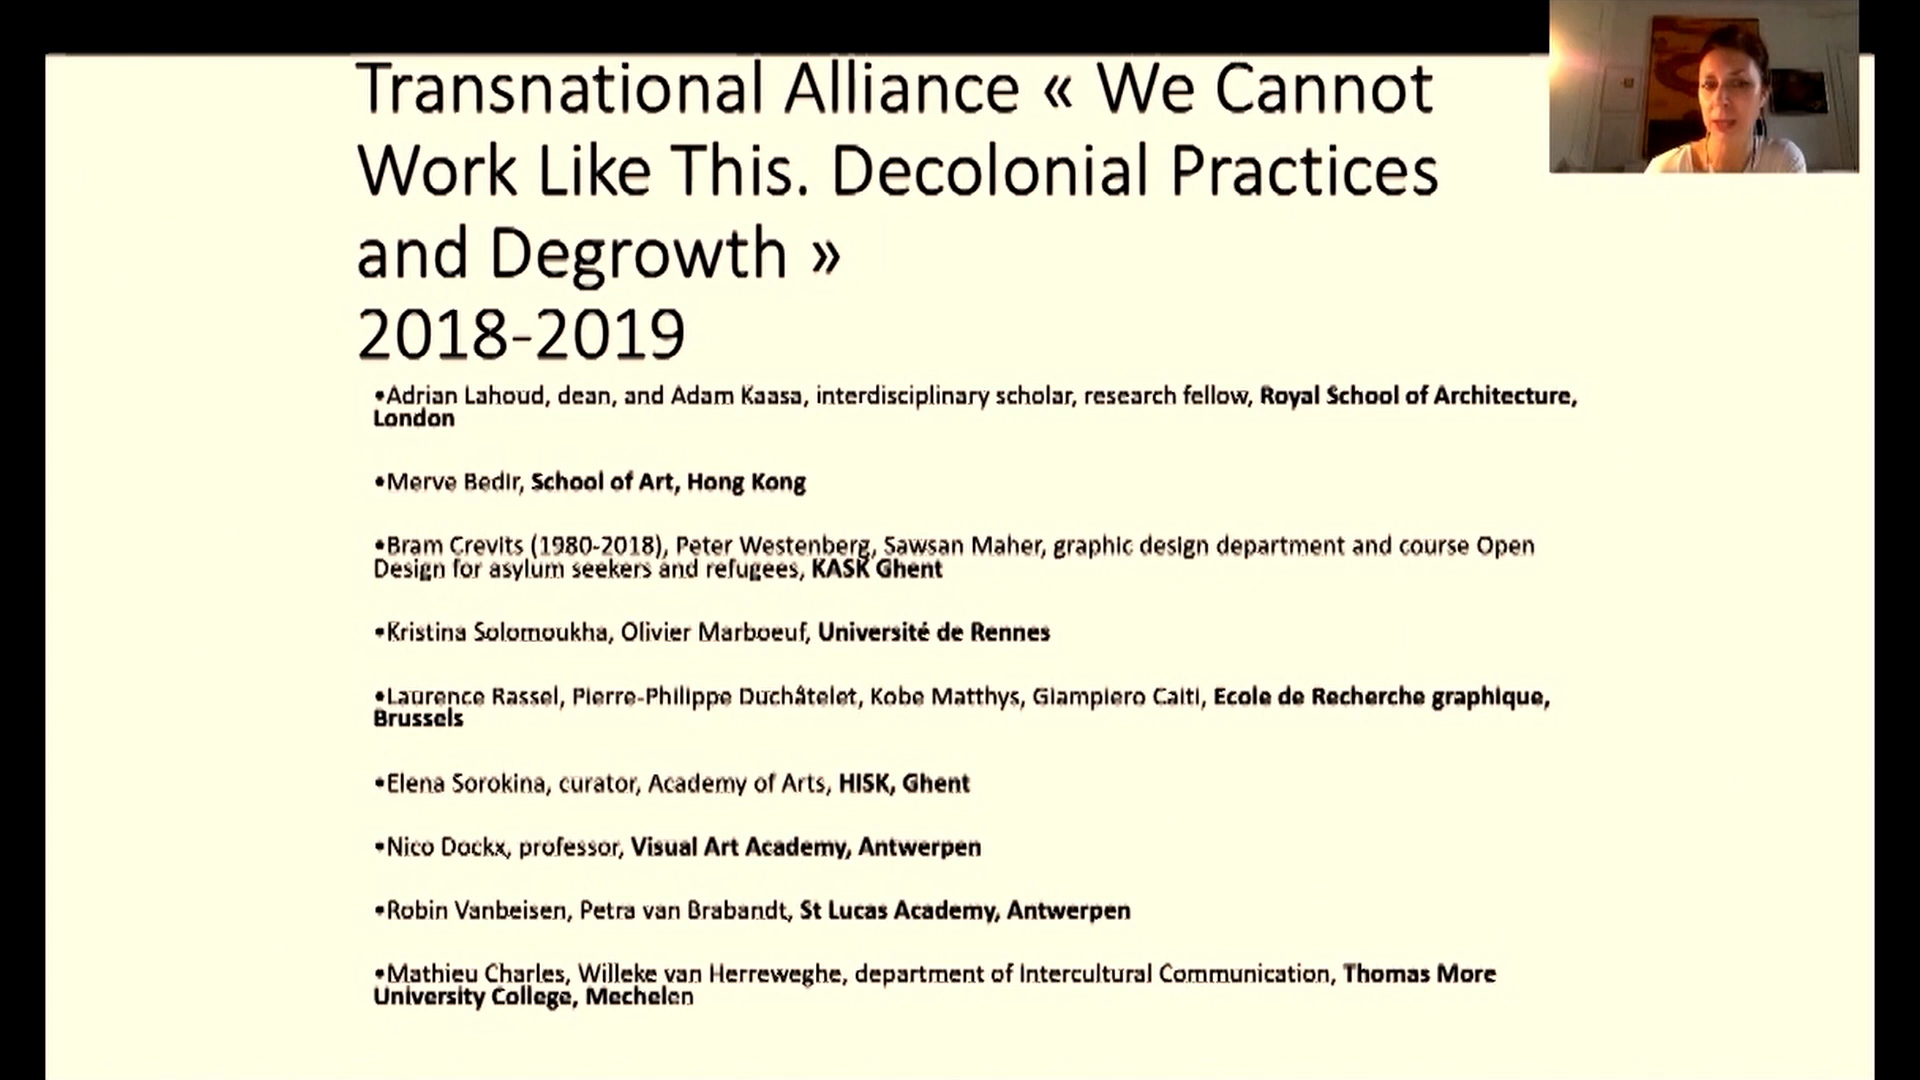 Transnational Alliance « We Cannot
Work Like This. Decolonial Practices
and Degrowth »
2018-2019
•Adrian Lahoud, dean, and Adam Kaasa, interdisciplinary scholar, research fellow, Royal School of Architecture,
London
•Merve Bedir, School of Art, Hong Kong
•Bram Crevits (1980-2018), Peter Westenberg, Sawsan Maher, graphic design department and course Open
Design for asylum seekers and refugees, KASK Ghent
•Kristina Solomoukha, Olivier Marboeuf, Université de Rennes
•Laurence Rassel, Pierre-Philippe Duchâtelet, Kobe Matthys, Giampiero Caiti, Ecole de Recherche graphique,
Brussels
•Elena Sorokina, curator, Academy of Arts, HISK, Ghent
•Nico Dockx, professor, Visual Art Academy, Antwerpen
•Robin Vanbeisen, Petra van Brabandt, St Lucas Academy, Antwerpen
•Mathieu Charles, Willeke van Herreweghe, department of Intercultural Communication, Thomas More
University College, Mechelen